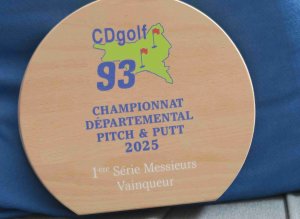 CDgolf
93
CHAMPIONNAT
DÉPARTEMENTAL
PITCH & PUTT
2025
1ère Série Messieurs
Vainqueur